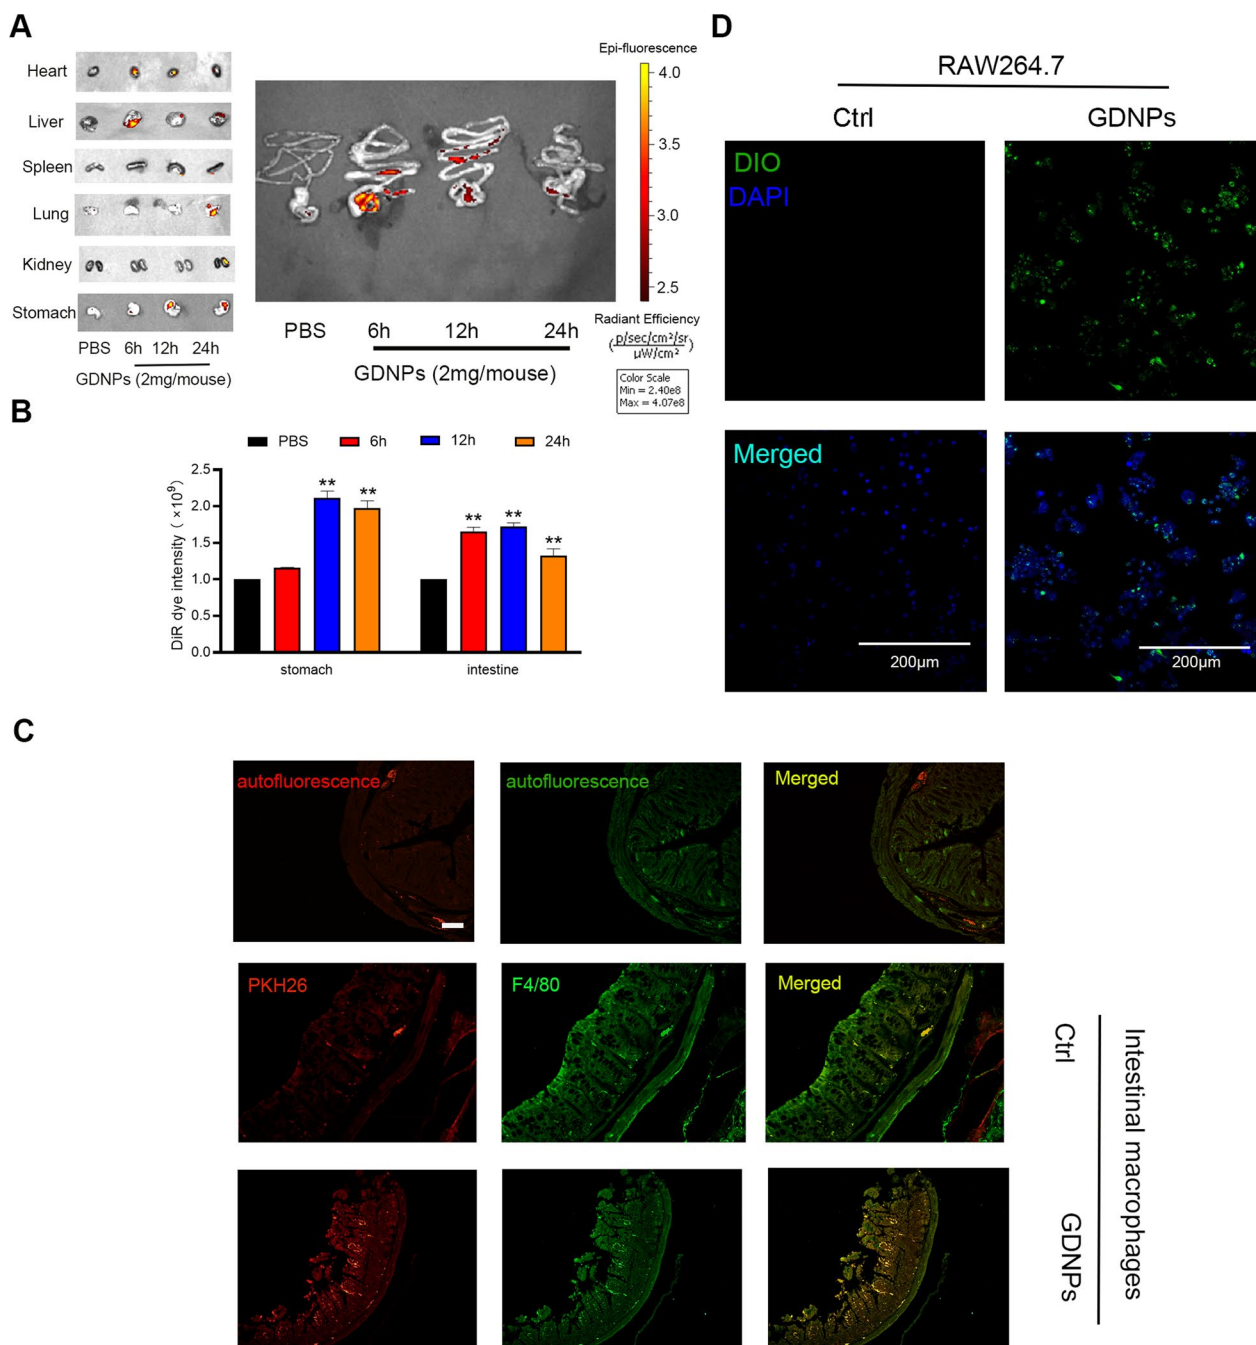 A
Heart
Liver
Spleen
Lung
Kidney
Stomach
PBS 6h 12h 24h
GDNPs (2mg/mouse)
PBS 6h 12h 24h
GDNPs (2mg/mouse)
Epi-fluorescence
4.0
3.5
3.0
2.5
Radiant Efficiency
(p/sec/cm²/sr
µW/cm²)
Color Scale
Min = 2.40e8
Max = 4.07e8
B
PBS 6h 12h 24h
DiR dye intensity ( ×10⁹)
2.5
2.0
1.5
1.0
0.5
0.0
** **
** ** **
stomach intestine
D
RAW264.7
Ctrl GDNPs
DIO
DAPI
Merged
200µm 200µm
C
autofluorescence autofluorescence Merged
PKH26 F4/80 Merged
Ctrl
GDNPs
Intestinal macrophages